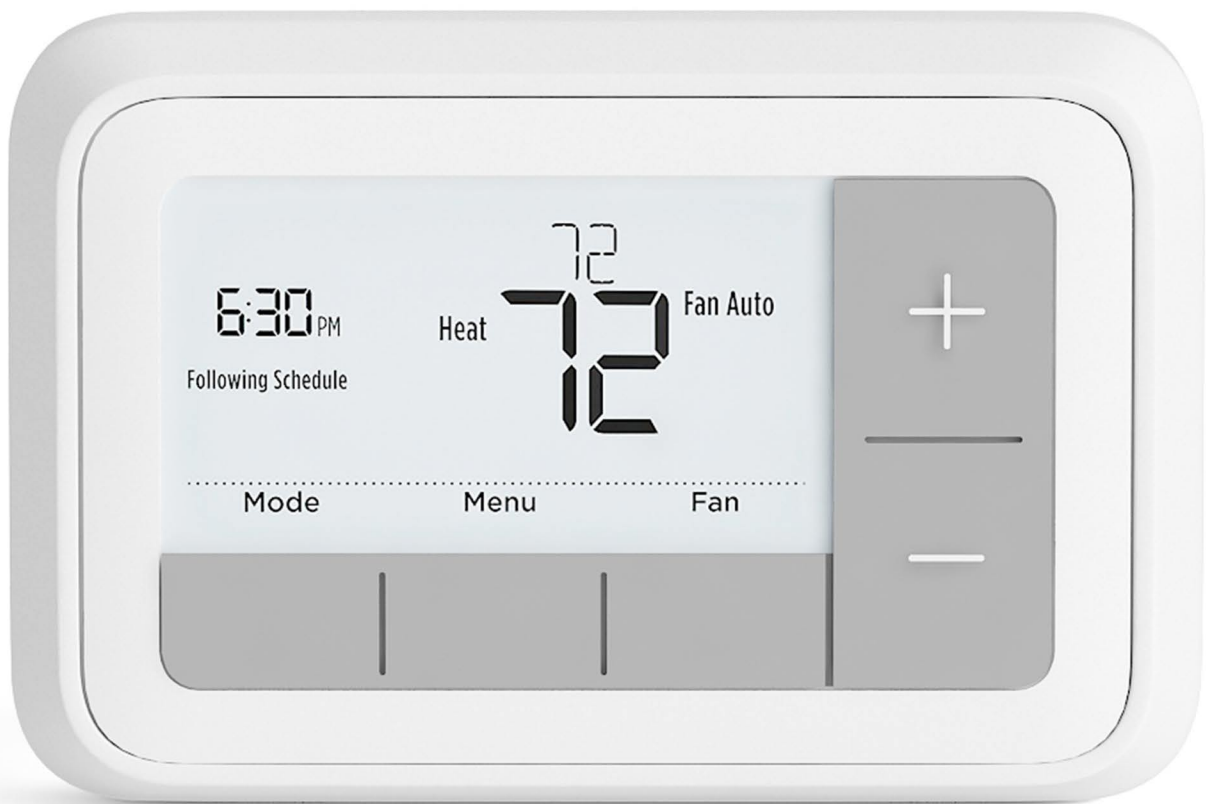 72
6:30 PM
Heat
72
Fan Auto
Following Schedule
Mode
Menu
Fan
+
−